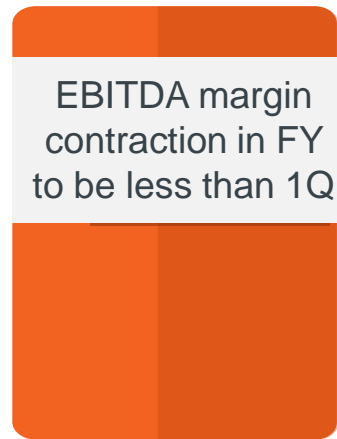 EBITDA margin
contraction in FY
to be less than 1Q